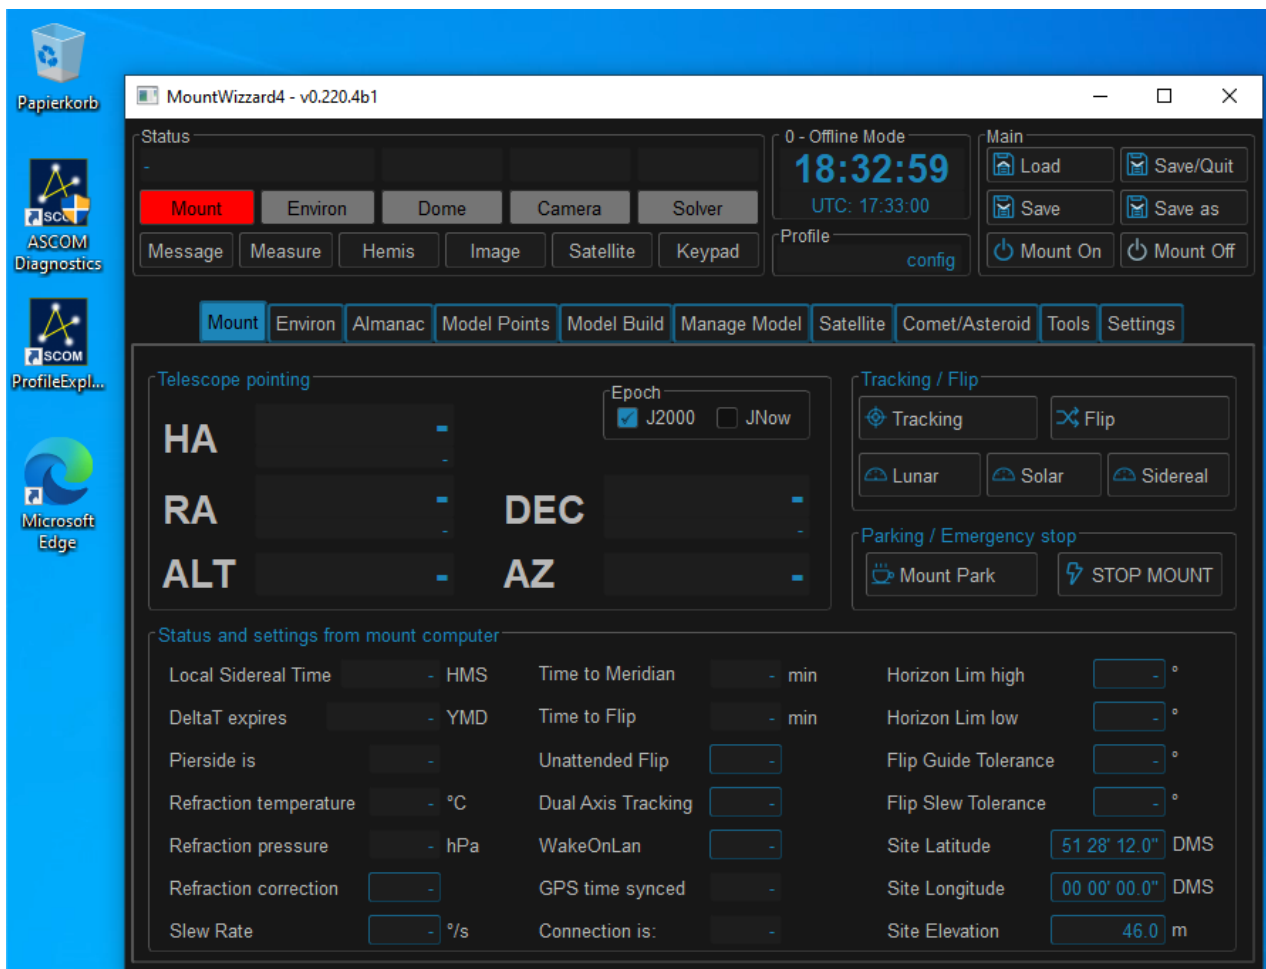 Papierkorb
ASCOM
Diagnostics
SCOM
ProfileExpl...
Microsoft
Edge
MountWizzard4 - v0.220.4b1
Status
-
Mount Environ Dome Camera Solver
Message Measure Hemis Image Satellite Keypad
0 - Offline Mode
18:32:59
UTC: 17:33:00
Profile
config
Main
Load Save/Quit
Save Save as
Mount On Mount Off
Mount Environ Almanac Model Points Model Build Manage Model Satellite Comet/Asteroid Tools Settings
Telescope pointing
Epoch
J2000 JNow
HA -
-
RA - DEC -
- -
ALT - AZ -
Tracking / Flip
Tracking Flip
Lunar Solar Sidereal
Parking / Emergency stop
Mount Park STOP MOUNT
Status and settings from mount computer
Local Sidereal Time - HMS Time to Meridian - min Horizon Lim high - °
DeltaT expires - YMD Time to Flip - min Horizon Lim low - °
Pierside is - Unattended Flip - Flip Guide Tolerance - °
Refraction temperature - °C Dual Axis Tracking - Flip Slew Tolerance - °
Refraction pressure - hPa WakeOnLan - Site Latitude 51 28' 12.0" DMS
Refraction correction - GPS time synced - Site Longitude 00 00' 00.0" DMS
Slew Rate - °/s Connection is: - Site Elevation 46.0 m